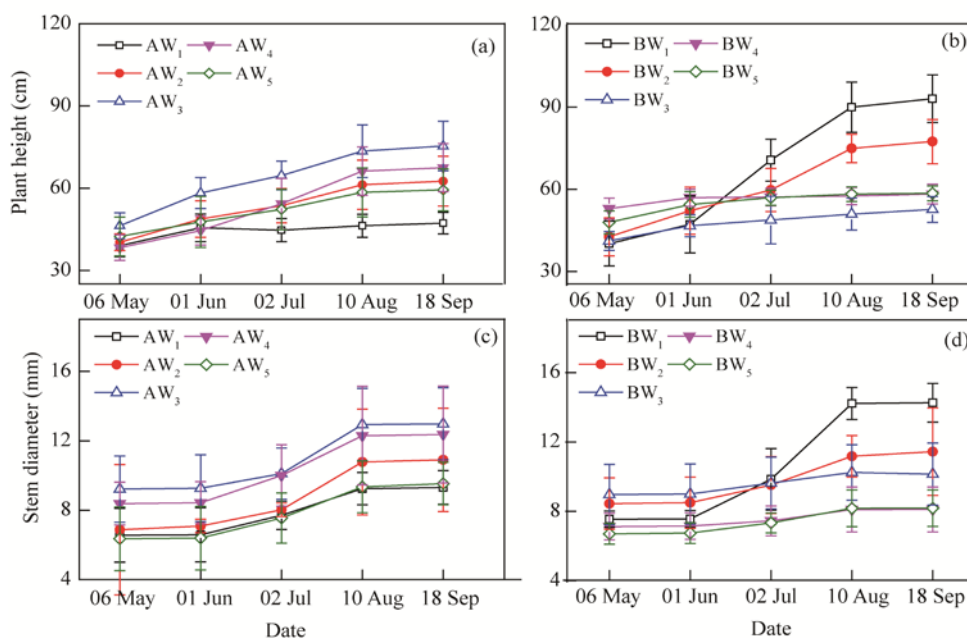 120
90
60
30
Plant height (cm)
AW₁ AW₄
AW₂ AW₅
AW₃
(a)
06 May 01 Jun 02 Jul 10 Aug 18 Sep
120
90
60
30
BW₁ BW₄
BW₂ BW₅
BW₃
(b)
06 May 01 Jun 02 Jul 10 Aug 18 Sep
16
12
8
4
Stem diameter (mm)
AW₁ AW₄
AW₂ AW₅
AW₃
(c)
06 May 01 Jun 02 Jul 10 Aug 18 Sep
Date
16
12
8
4
BW₁ BW₄
BW₂ BW₅
BW₃
(d)
06 May 01 Jun 02 Jul 10 Aug 18 Sep
Date